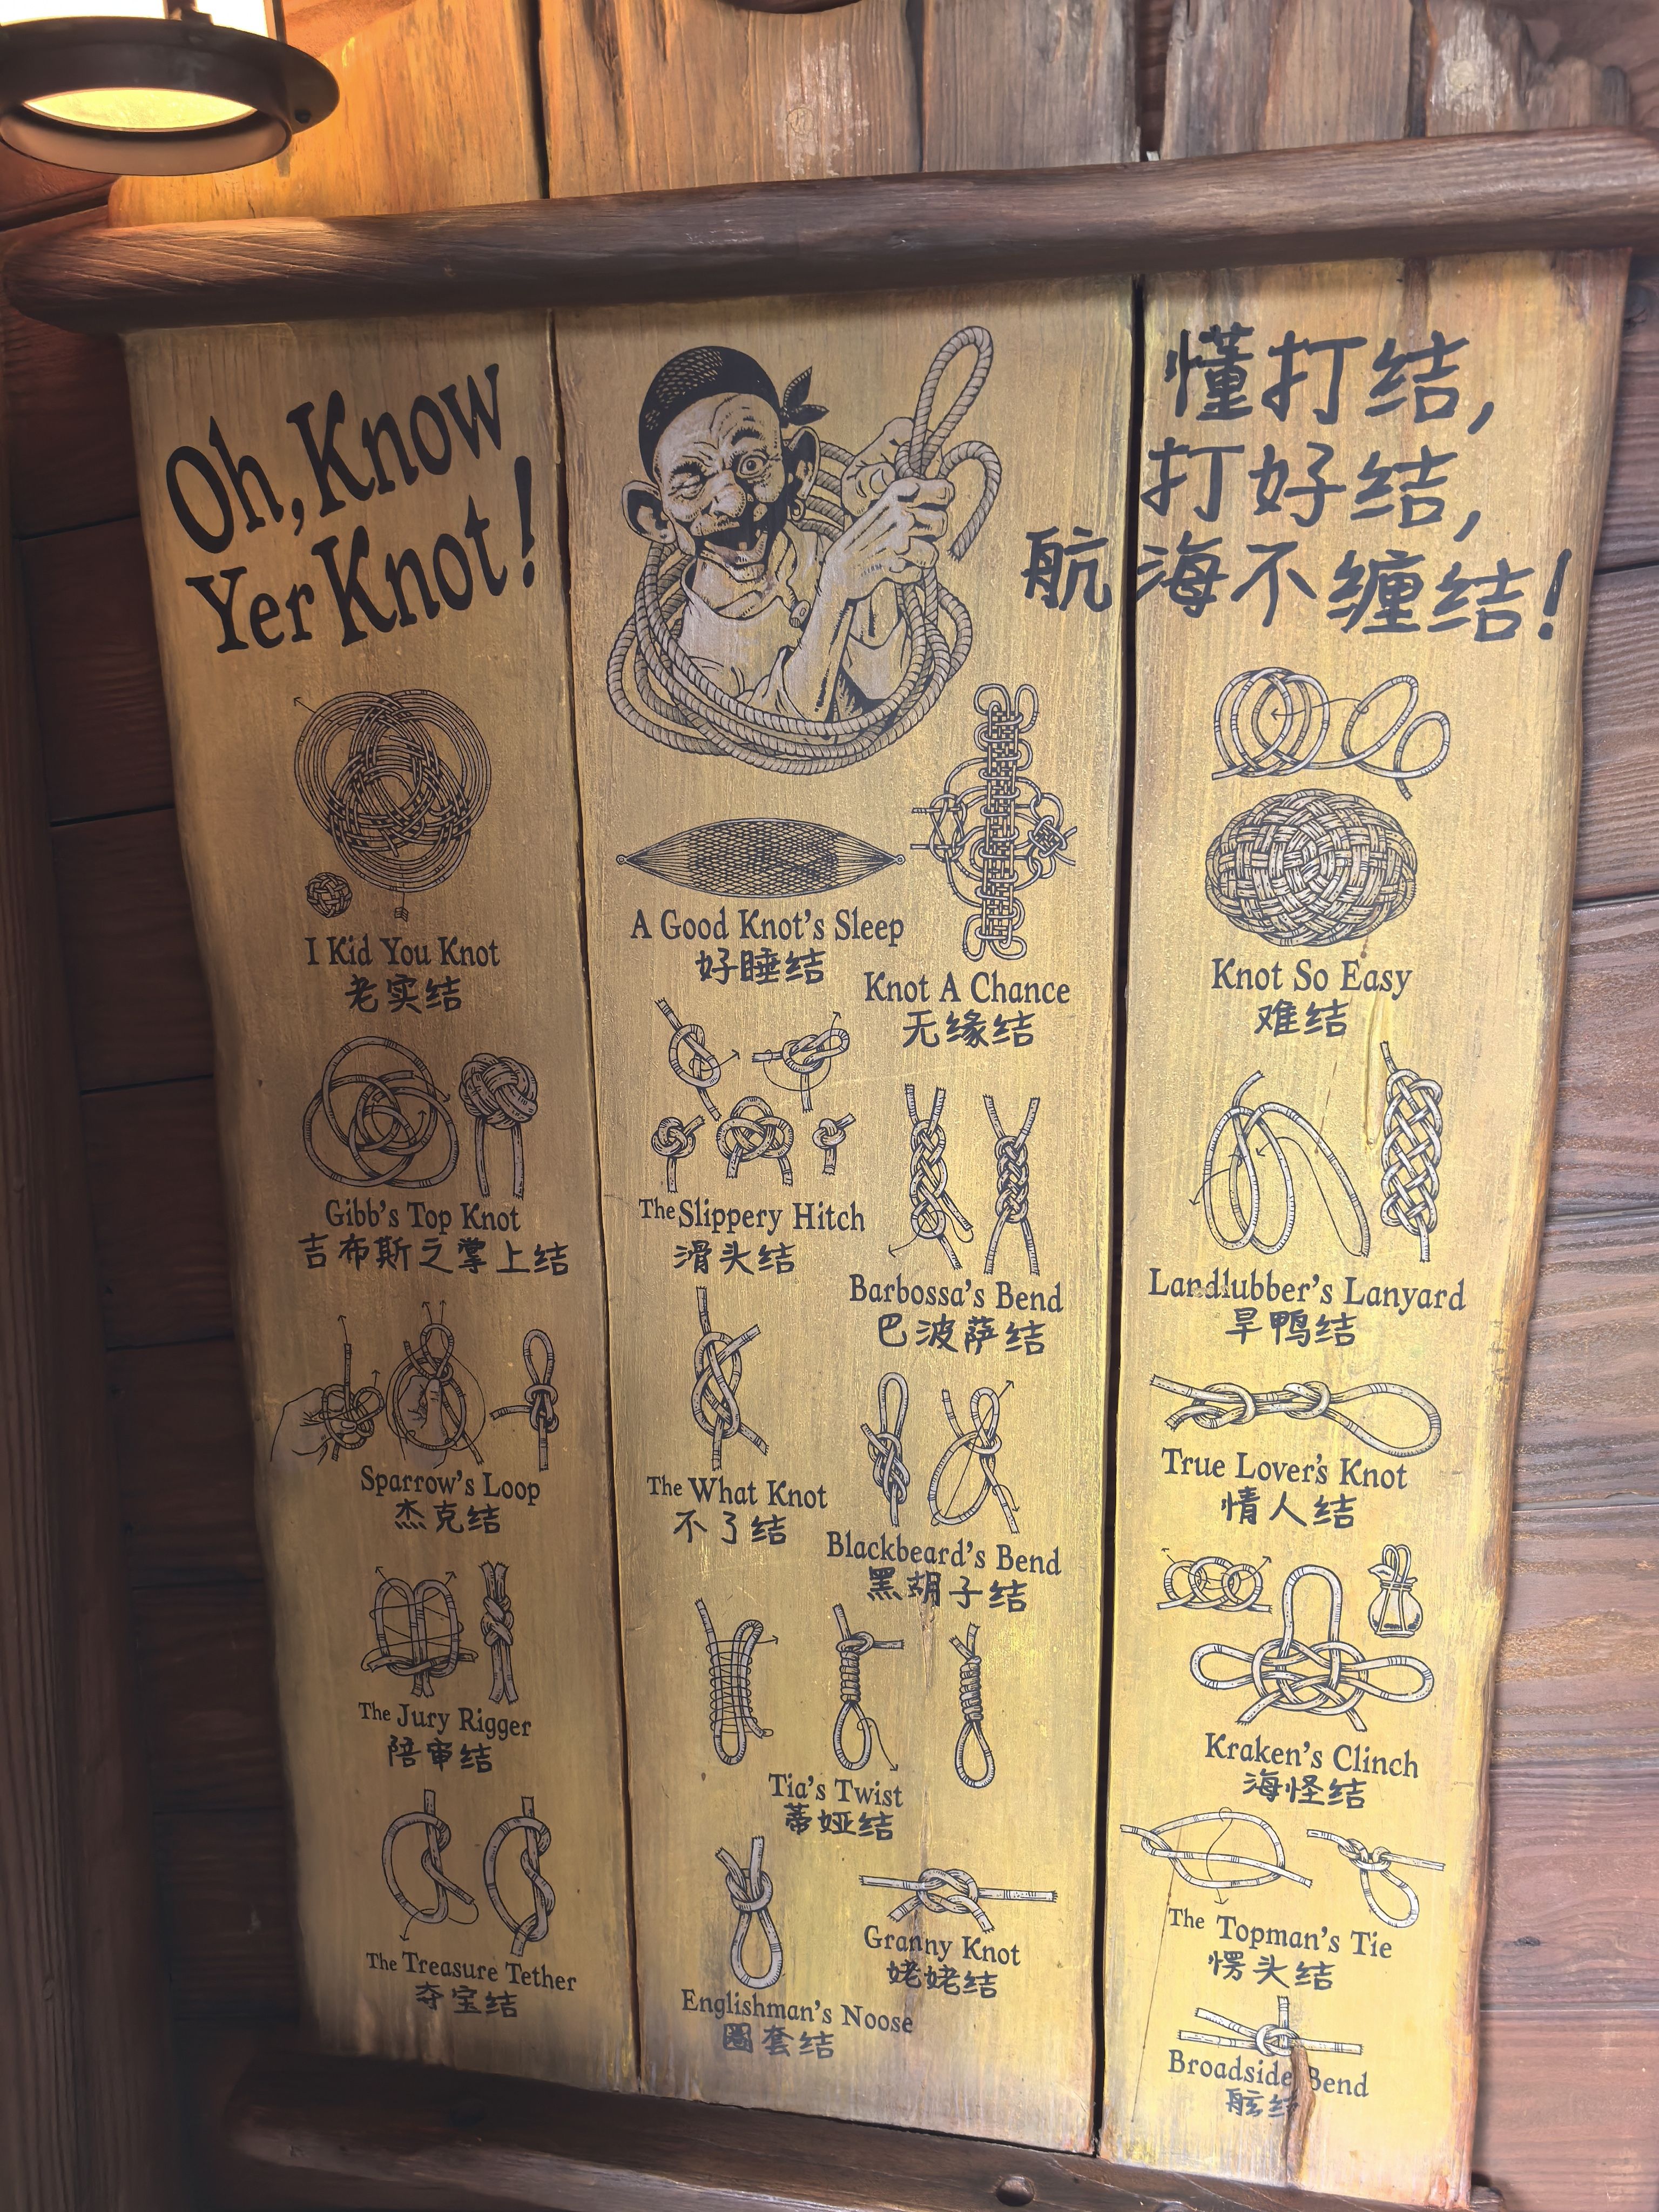 Oh, Know
Yer Knot!
懂打结,
打好结,
航海不缠结!
I Kid You Knot
老实结
Gibb's Top Knot
吉布斯之掌上结
Sparrow's Loop
杰克结
The Jury Rigger
陪审结
The Treasure Tether
夺宝结
A Good Knot's Sleep
好睡结
Knot A Chance
无缘结
The Slippery Hitch
滑头结
Barbossa's Bend
巴波萨结
The What Knot
不了结
Blackbeard's Bend
黑胡子结
Tia's Twist
蒂娅结
Granny Knot
姥姥结
Englishman's Noose
圈套结
Knot So Easy
难结
Landlubber's Lanyard
旱鸭结
True Lover's Knot
情人结
Kraken's Clinch
海怪结
The Topman's Tie
愣头结
Broadside Bend
舷结